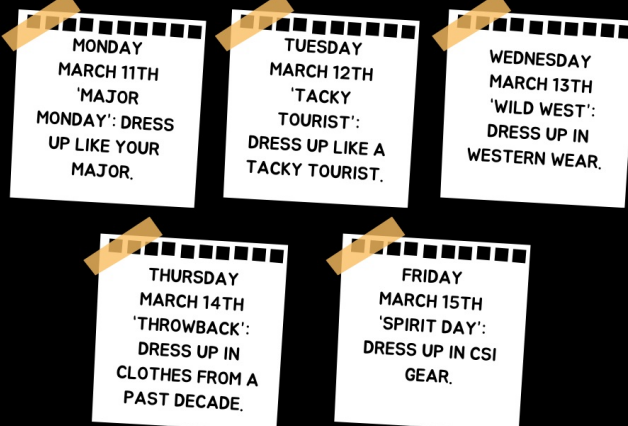 MONDAY
MARCH 11TH
'MAJOR
MONDAY': DRESS
UP LIKE YOUR
MAJOR.
TUESDAY
MARCH 12TH
'TACKY
TOURIST':
DRESS UP LIKE A
TACKY TOURIST.
WEDNESDAY
MARCH 13TH
'WILD WEST':
DRESS UP IN
WESTERN WEAR.
THURSDAY
MARCH 14TH
'THROWBACK':
DRESS UP IN
CLOTHES FROM A
PAST DECADE.
FRIDAY
MARCH 15TH
'SPIRIT DAY':
DRESS UP IN CSI
GEAR.